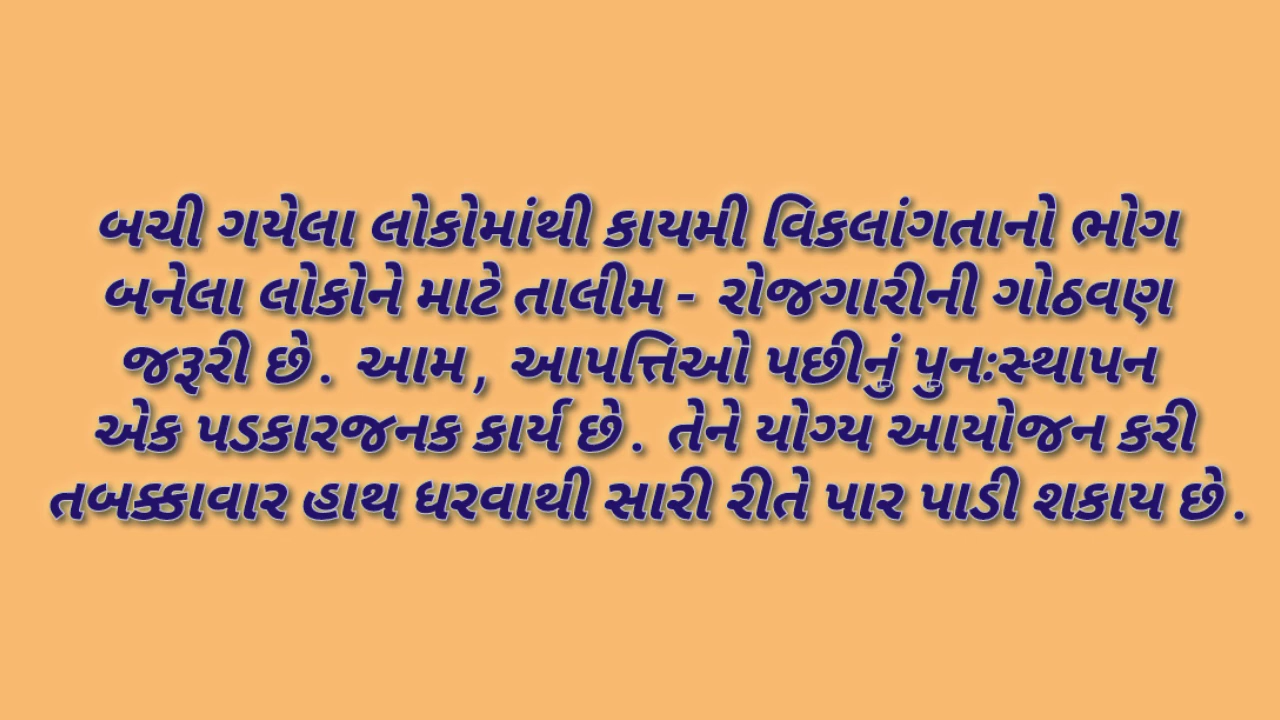 બચી ગયેલા લોકોમાંથી કાયમી વિકલાંગતાનો ભોગ
બનેલા લોકોને માટે તાલીમ - રોજગારીની ગોઠવણ
જરૂરી છે . આમ , આપત્તિઓ પછીનું પુનઃસ્થાપન
એક પડકારજનક કાર્ય છે . તેને યોગ્ય આયોજન કરી
તબક્કાવાર હાથ ધરવાથી સારી રીતે પાર પાડી શકાય છે .